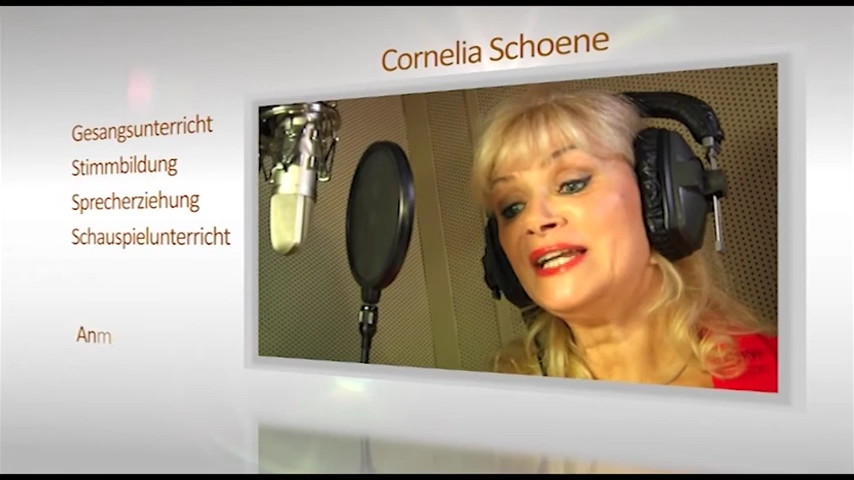 Cornelia Schoene
Gesangsunterricht
Stimmbildung
Sprecherziehung
Schauspielunterricht
Anm